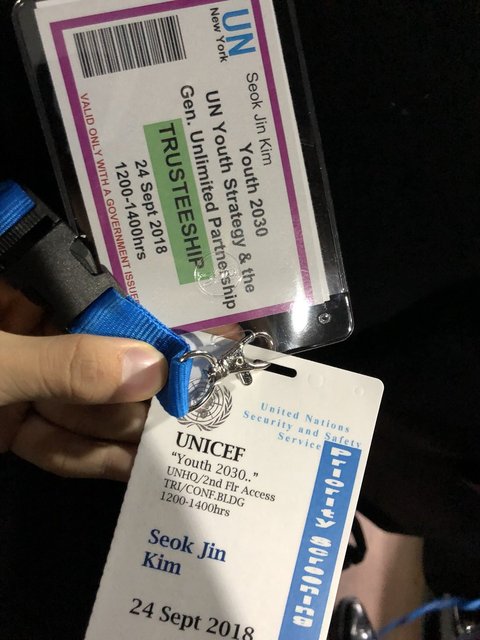 UN
New York
Seok Jin Kim
Youth 2030
UN Youth Strategy & the
Gen. Unlimited Partnership
TRUSTEESHIP
24 Sept 2018
1200-1400hrs
VALID ONLY WITH A GOVERNMENT
United Nations
Security and Safety
Service
UNICEF
"Youth 2030.."
UNHQ/2nd Flr Access
TRI/CONF.BLDG
1200-1400hrs
Seok Jin
Kim
24 Sept 2018
Priority Screening